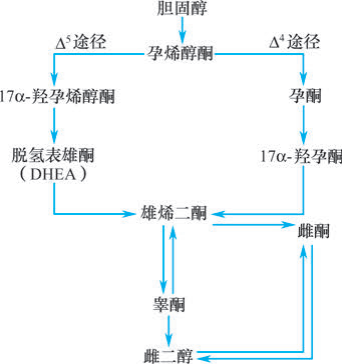 胆固醇
Δ⁵途径
Δ⁴途径
孕烯醇酮
17α-羟孕烯醇酮
孕酮
脱氢表雄酮
（DHEA）
17α-羟孕酮
雄烯二酮
雌酮
睾酮
雌二醇